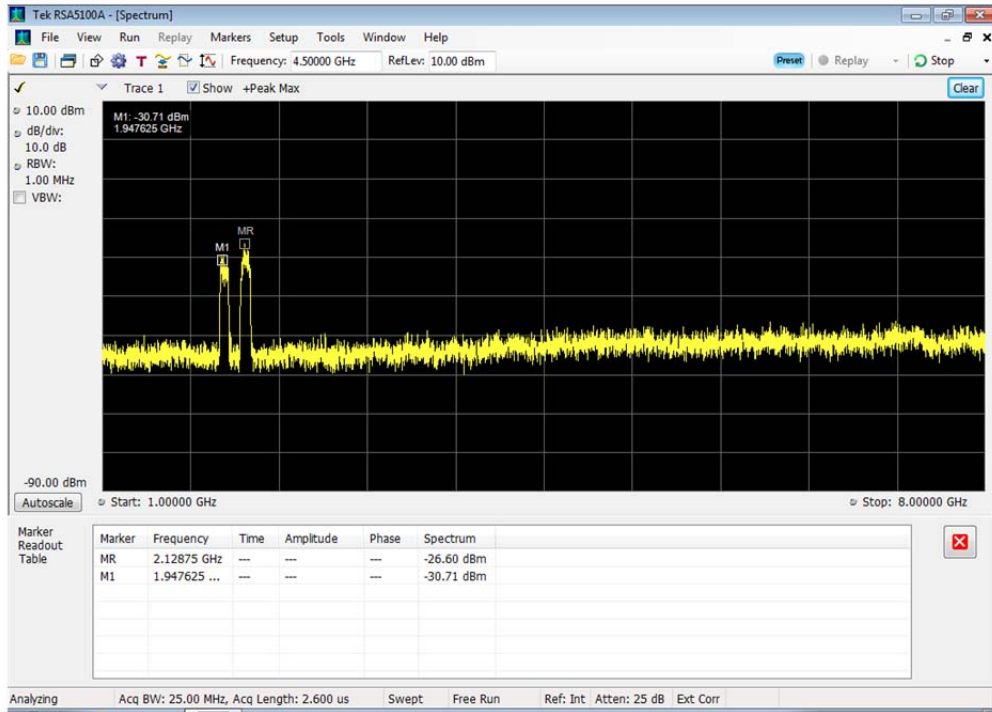 Tek RSA5100A - [Spectrum]
File View Run Replay Markers Setup Tools Window Help
T Frequency: 4.50000 GHz RefLev: 10.00 dBm Preset Replay Stop
Trace 1 Show +Peak Max Clear
10.00 dBm
dB/div:
10.0 dB
RBW:
1.00 MHz
VBW:
M1: -30.71 dBm
1.947625 GHz
MR
M1
-90.00 dBm
Autoscale Start: 1.00000 GHz Stop: 8.00000 GHz
Marker Readout Table
Marker Frequency Time Amplitude Phase Spectrum
MR 2.12875 GHz --- --- --- -26.60 dBm
M1 1.947625 ... --- --- --- -30.71 dBm
Analyzing Acq BW: 25.00 MHz, Acq Length: 2.600 us Swept Free Run Ref: Int Atten: 25 dB Ext Corr